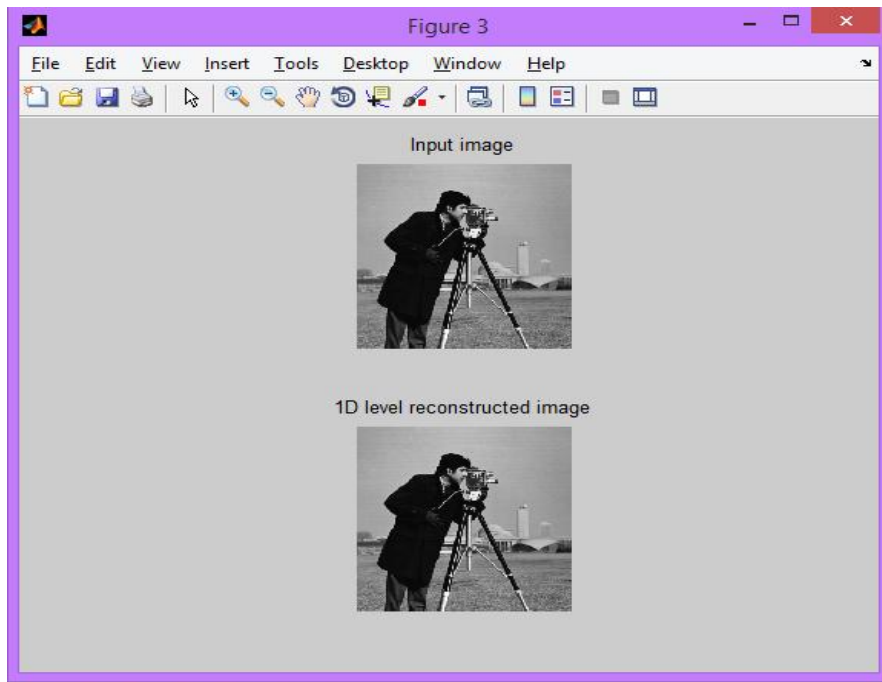 Figure 3
File Edit View Insert Tools Desktop Window Help
Input image
1D level reconstructed image